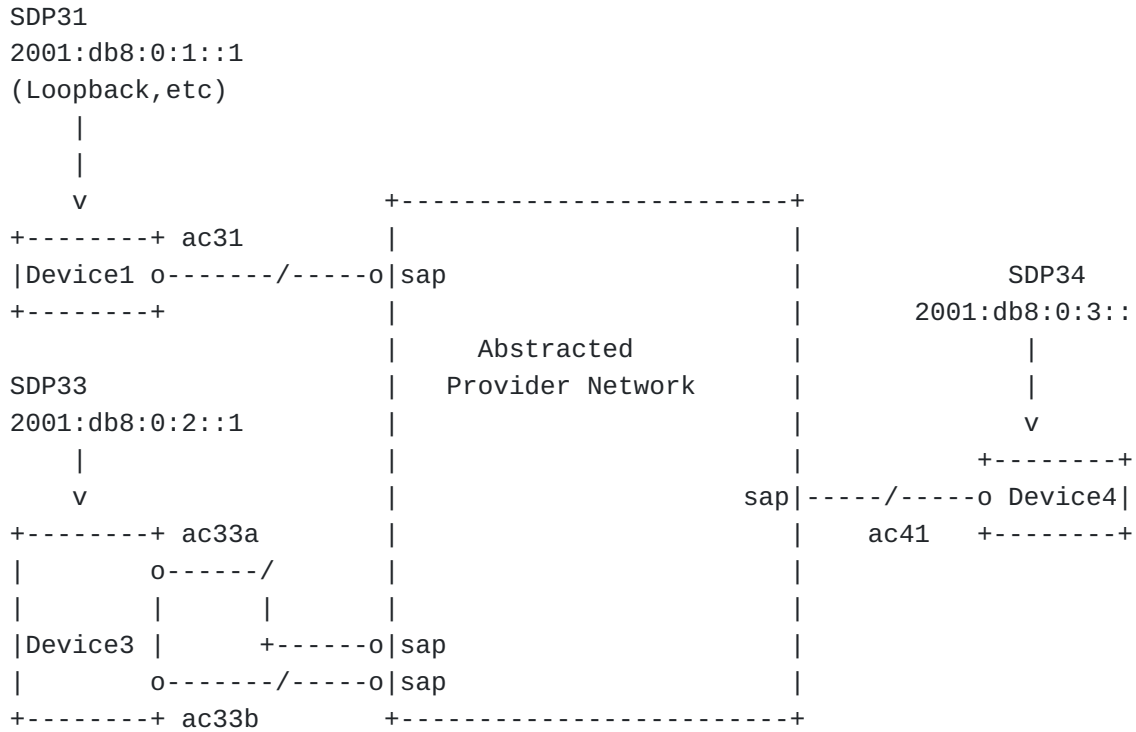 SDP31
2001:db8:0:1::1
(Loopback,etc)
|
|
v +-------------------------+
+--------+ ac31 | |
|Device1 o-------/-----o|sap | SDP34
+--------+ | | 2001:db8:0:3::
| Abstracted | |
SDP33 | Provider Network | |
2001:db8:0:2::1 | | v
| | | +--------+
v | sap|-----/-----o Device4|
+--------+ ac33a | | ac41 +--------+
| o------/ | |
| | | | |
|Device3 | +------o|sap |
| o-------/-----o|sap |
+--------+ ac33b +-------------------------+